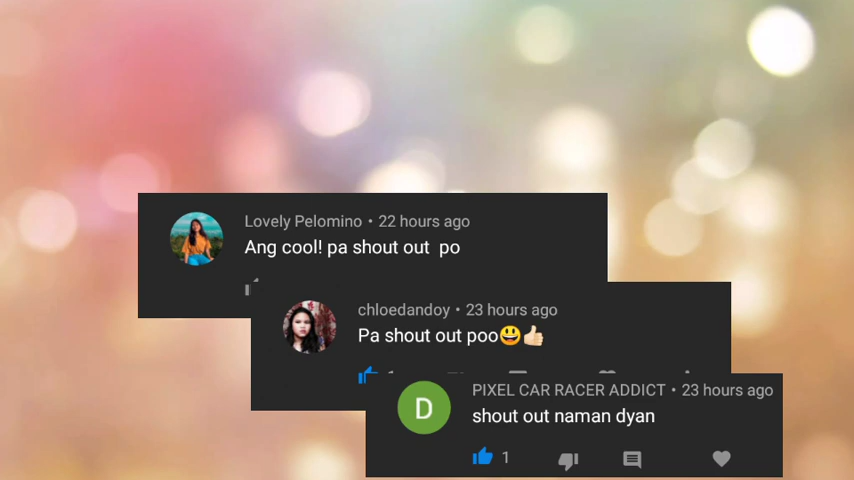 Lovely Pelomino • 22 hours ago
Ang cool! pa shout out  po
chloedandoy • 23 hours ago
Pa shout out poo😃👍🏻
PIXEL CAR RACER ADDICT • 23 hours ago
D
shout out naman dyan
1